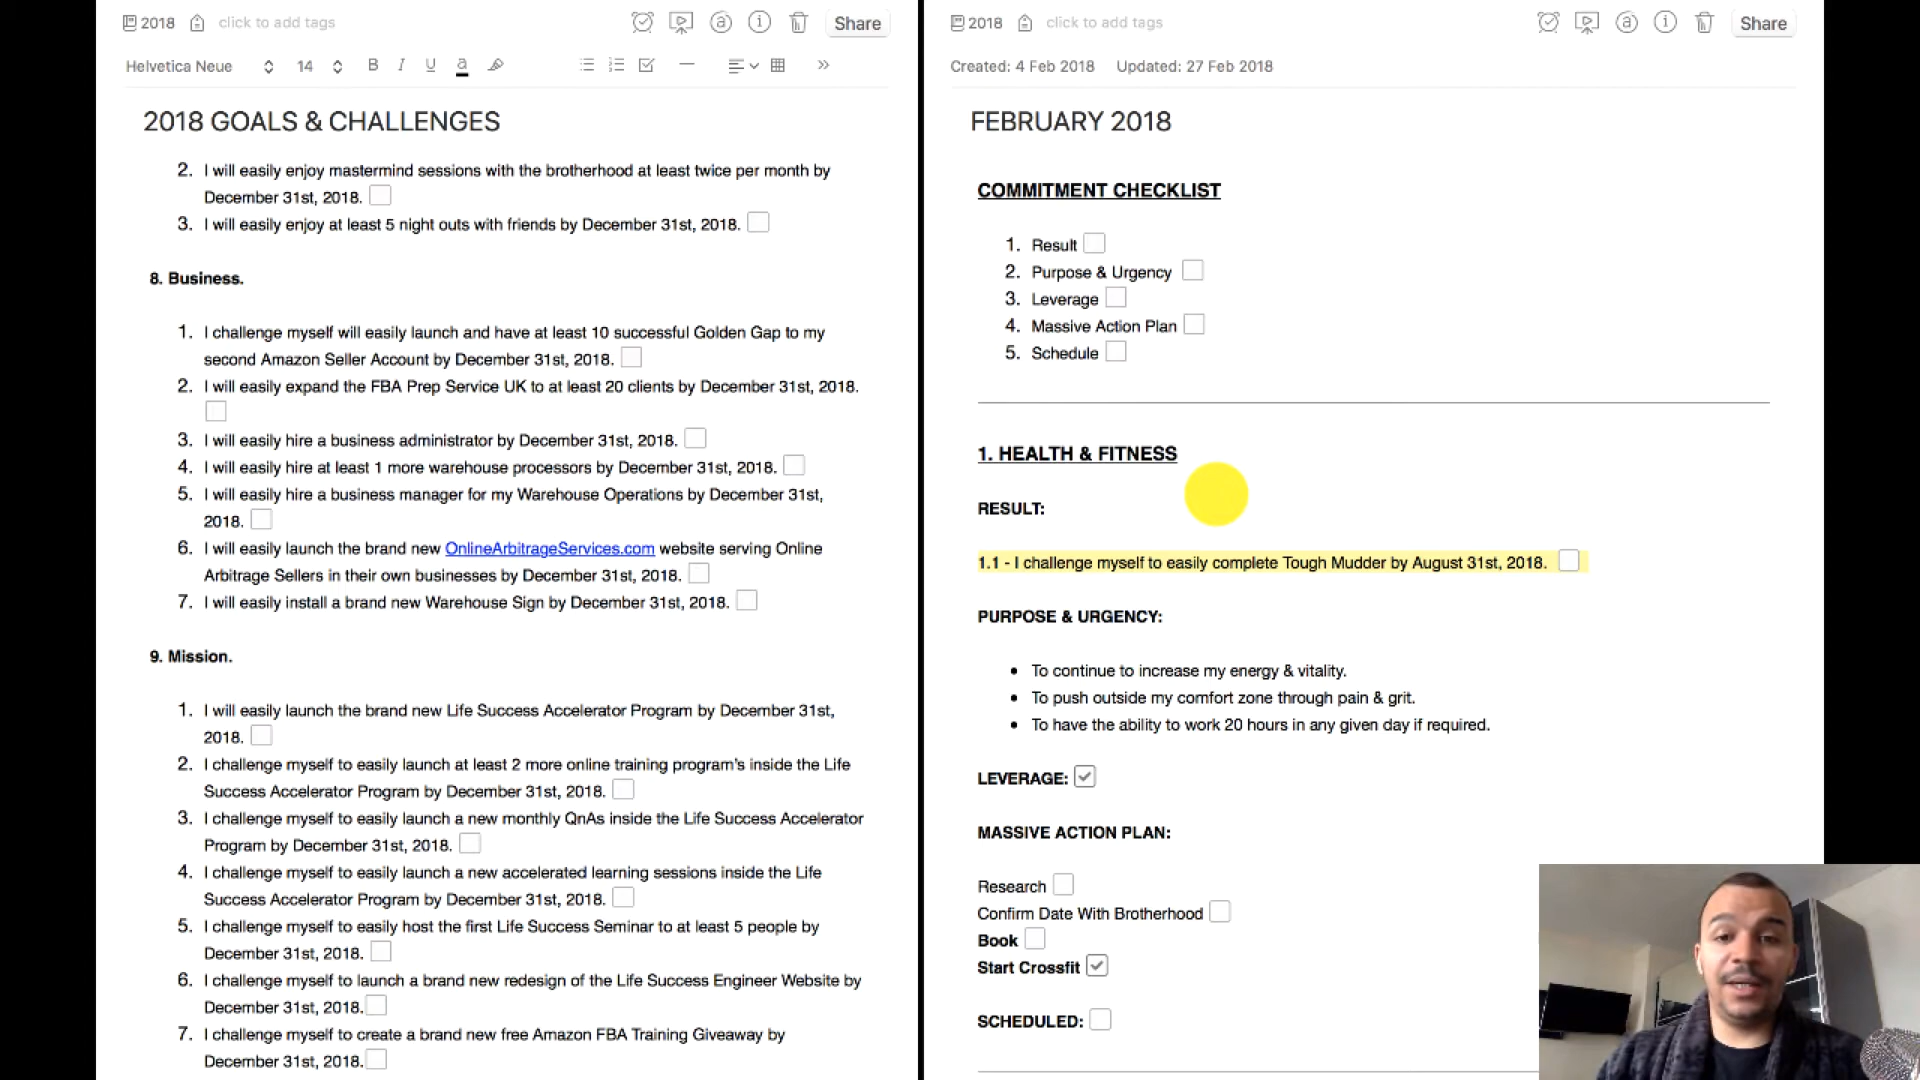 2018 click to add tags Share
Helvetica Neue 14 B I U a
2018 GOALS & CHALLENGES
2. I will easily enjoy mastermind sessions with the brotherhood at least twice per month by
December 31st, 2018.
3. I will easily enjoy at least 5 night outs with friends by December 31st, 2018.
8. Business.
1. I challenge myself will easily launch and have at least 10 successful Golden Gap to my
second Amazon Seller Account by December 31st, 2018.
2. I will easily expand the FBA Prep Service UK to at least 20 clients by December 31st, 2018.
3. I will easily hire a business administrator by December 31st, 2018.
4. I will easily hire at least 1 more warehouse processors by December 31st, 2018.
5. I will easily hire a business manager for my Warehouse Operations by December 31st,
2018.
6. I will easily launch the brand new OnlineArbitrageServices.com website serving Online
Arbitrage Sellers in their own businesses by December 31st, 2018.
7. I will easily install a brand new Warehouse Sign by December 31st, 2018.
9. Mission.
1. I will easily launch the brand new Life Success Accelerator Program by December 31st,
2018.
2. I challenge myself to easily launch at least 2 more online training program's inside the Life
Success Accelerator Program by December 31st, 2018.
3. I challenge myself to easily launch a new monthly QnAs inside the Life Success Accelerator
Program by December 31st, 2018.
4. I challenge myself to easily launch a new accelerated learning sessions inside the Life
Success Accelerator Program by December 31st, 2018.
5. I challenge myself to easily host the first Life Success Seminar to at least 5 people by
December 31st, 2018.
6. I challenge myself to launch a brand new redesign of the Life Success Engineer Website by
December 31st, 2018.
7. I challenge myself to create a brand new free Amazon FBA Training Giveaway by
December 31st, 2018.
2018 click to add tags Share
Created: 4 Feb 2018 Updated: 27 Feb 2018
FEBRUARY 2018
COMMITMENT CHECKLIST
1. Result
2. Purpose & Urgency
3. Leverage
4. Massive Action Plan
5. Schedule
1. HEALTH & FITNESS
RESULT:
1.1 - I challenge myself to easily complete Tough Mudder by August 31st, 2018.
PURPOSE & URGENCY:
• To continue to increase my energy & vitality.
• To push outside my comfort zone through pain & grit.
• To have the ability to work 20 hours in any given day if required.
LEVERAGE:
MASSIVE ACTION PLAN:
Research
Confirm Date With Brotherhood
Book
Start Crossfit
SCHEDULED: